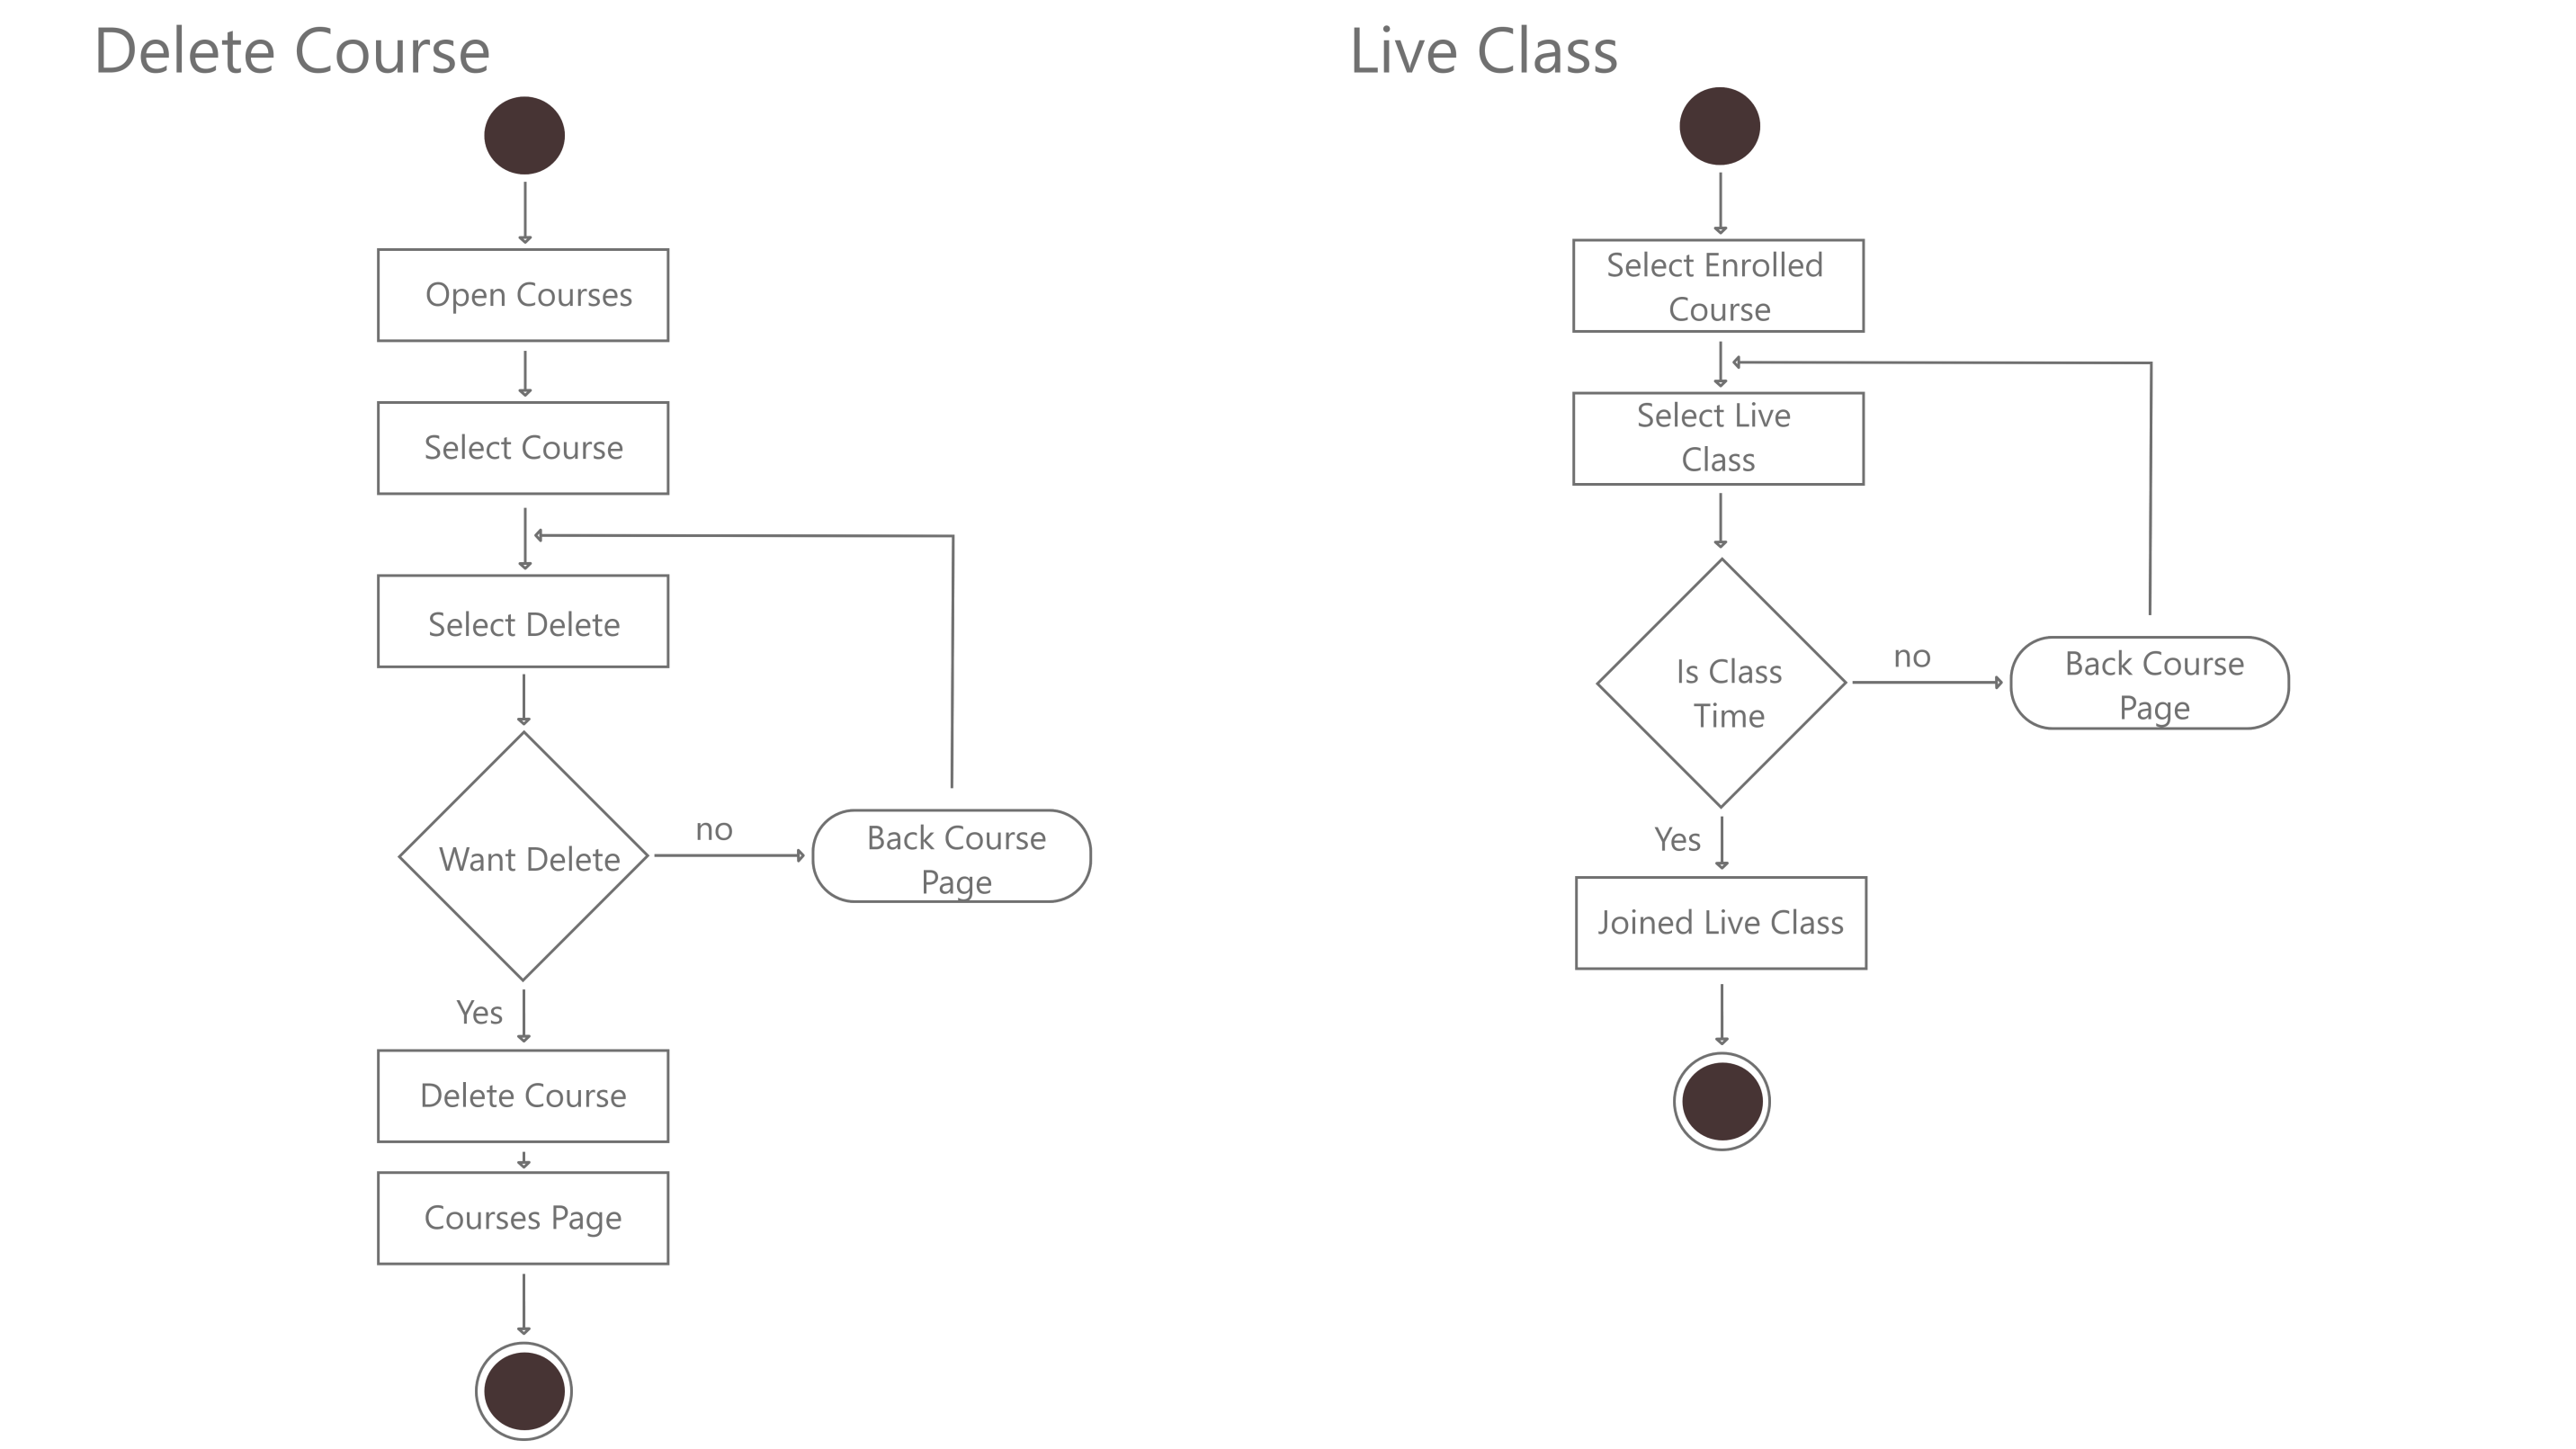 Delete Course
Open Courses
Select Course
Select Delete
Want Delete
no
Back Course
Page
Yes
Delete Course
Courses Page
Live Class
Select Enrolled
Course
Select Live
Class
Is Class
Time
no
Back Course
Page
Yes
Joined Live Class